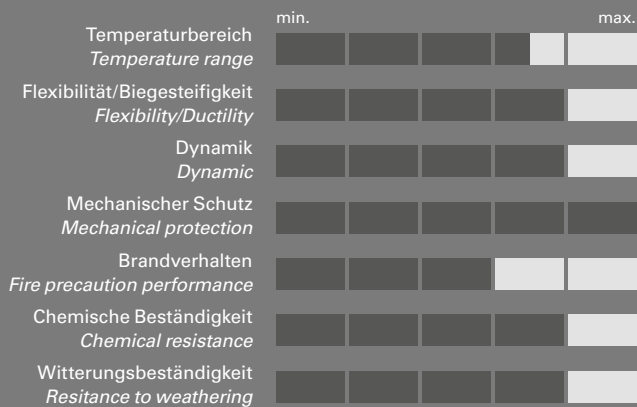 min. max.
Temperaturbereich
Temperature range
Flexibilität/Biegesteifigkeit
Flexibility/Ductility
Dynamik
Dynamic
Mechanischer Schutz
Mechanical protection
Brandverhalten
Fire precaution performance
Chemische Beständigkeit
Chemical resistance
Witterungsbeständigkeit
Resitance to weathering